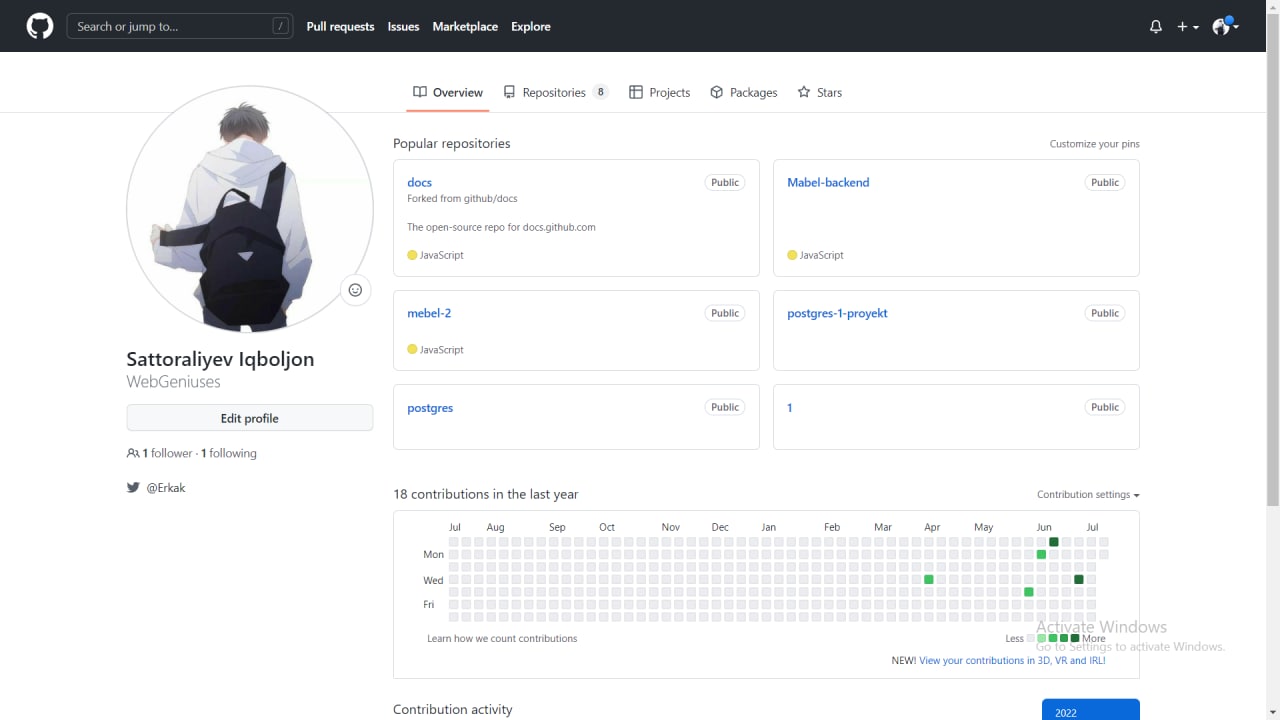 Search or jump to... /
Pull requests Issues Marketplace Explore
Overview Repositories 8 Projects Packages Stars
Sattoraliyev Iqboljon
WebGeniuses
Edit profile
1 follower · 1 following
@Erkak
Popular repositories Customize your pins
docs Public
Forked from github/docs
The open-source repo for docs.github.com
JavaScript
Mabel-backend Public
JavaScript
mebel-2 Public
JavaScript
postgres-1-proyekt Public
postgres Public
1 Public
18 contributions in the last year Contribution settings
Jul Aug Sep Oct Nov Dec Jan Feb Mar Apr May Jun Jul
Mon
Wed
Fri
Learn how we count contributions Less More
NEW! View your contributions in 3D, VR and IRL!
Activate Windows
Go to Settings to activate Windows.
Contribution activity 2022